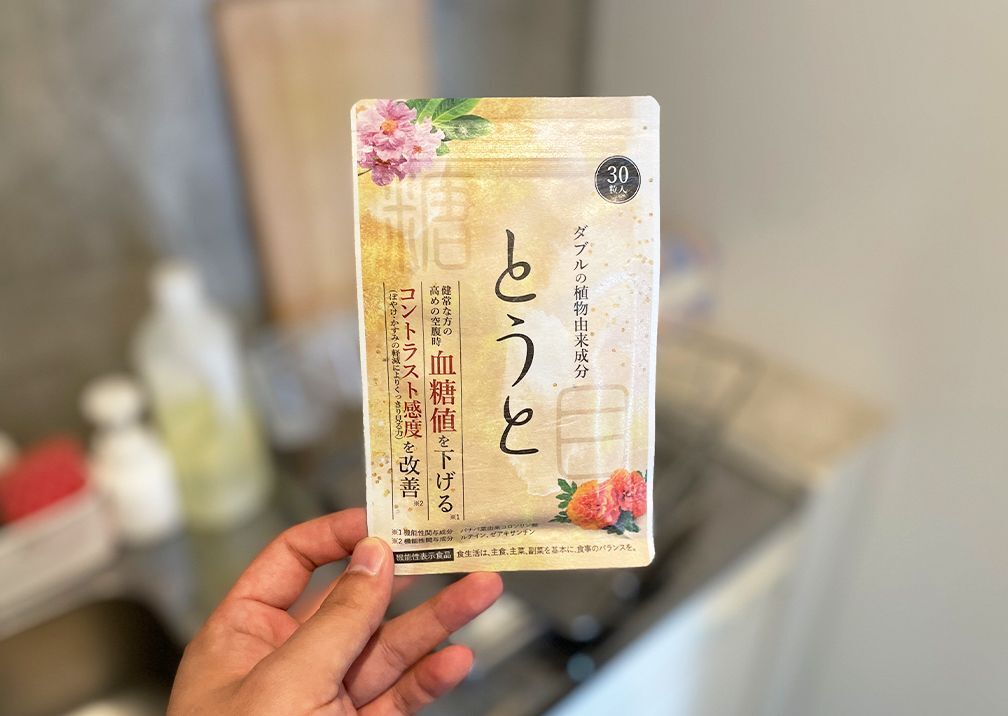 糖
30
粒入
ダブルの植物由来成分
とうと
目
健常な方の
高めの空腹時
血糖値を下げる※1
コントラスト感度を改善※2
(ぼやけ・かすみの軽減によりくっきり見る力)
※1 機能性関与成分 バナバ葉由来コロソリン酸
※2 機能性関与成分 ルテイン、ゼアキサンチン
機能性表示食品 食生活は、主食、主菜、副菜を基本に、食事のバランスを。